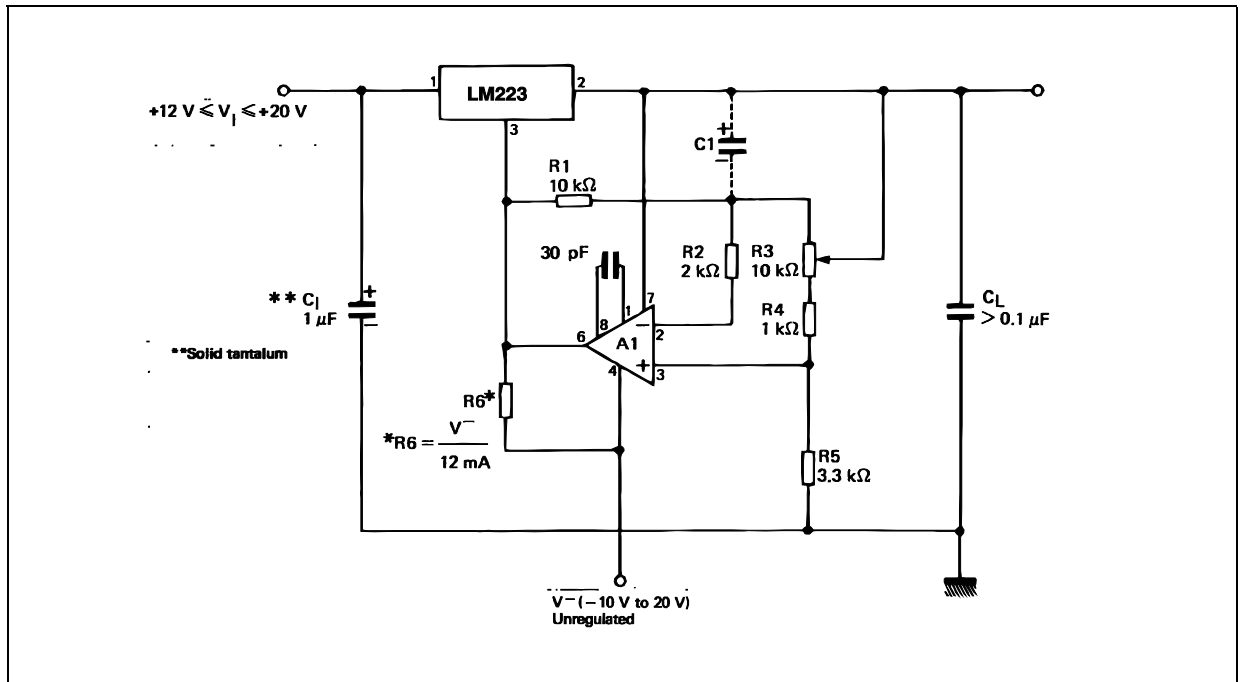 1
LM223
2
3
+12 V ⩽ V_I ⩽ +20 V
C1
+
−
R1
10 kΩ
30 pF
R2
2 kΩ
R3
10 kΩ
**C_I
1 μF
+
−
R4
1 kΩ
C_L
> 0.1 μF
8
1
7
−
2
6
A1
4
+
3
**Solid tantalum
R6*
*R6 = V−
12 mA
R5
3.3 kΩ
V− (−10 V to 20 V)
Unregulated